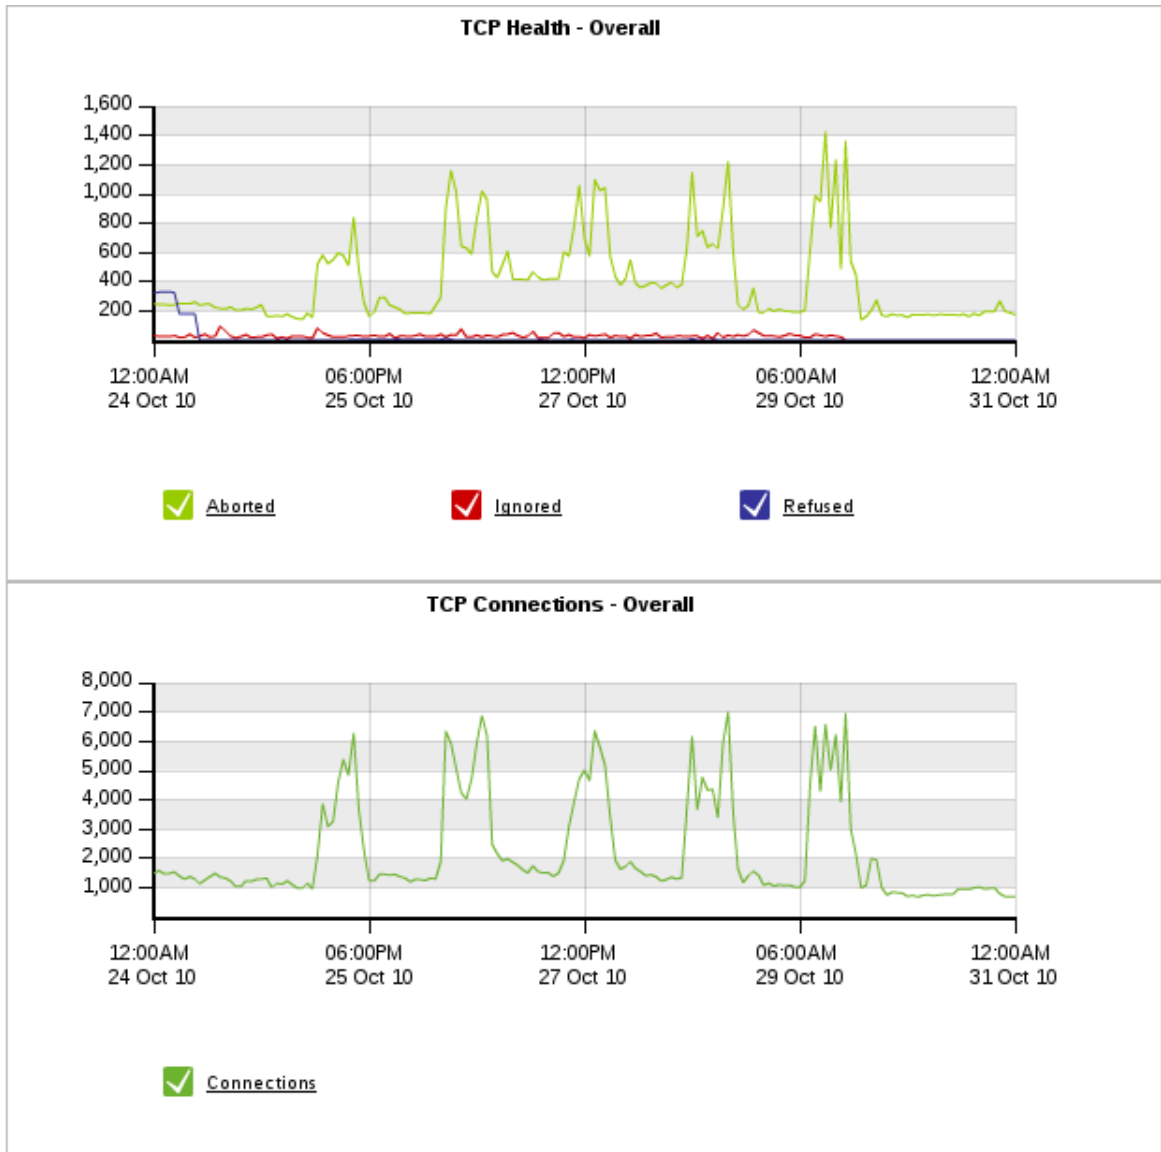 TCP Health - Overall
1,600
1,400
1,200
1,000
800
600
400
200
12:00AM 06:00PM 12:00PM 06:00AM 12:00AM
24 Oct 10 25 Oct 10 27 Oct 10 29 Oct 10 31 Oct 10
Aborted Ignored Refused
TCP Connections - Overall
8,000
7,000
6,000
5,000
4,000
3,000
2,000
1,000
12:00AM 06:00PM 12:00PM 06:00AM 12:00AM
24 Oct 10 25 Oct 10 27 Oct 10 29 Oct 10 31 Oct 10
Connections